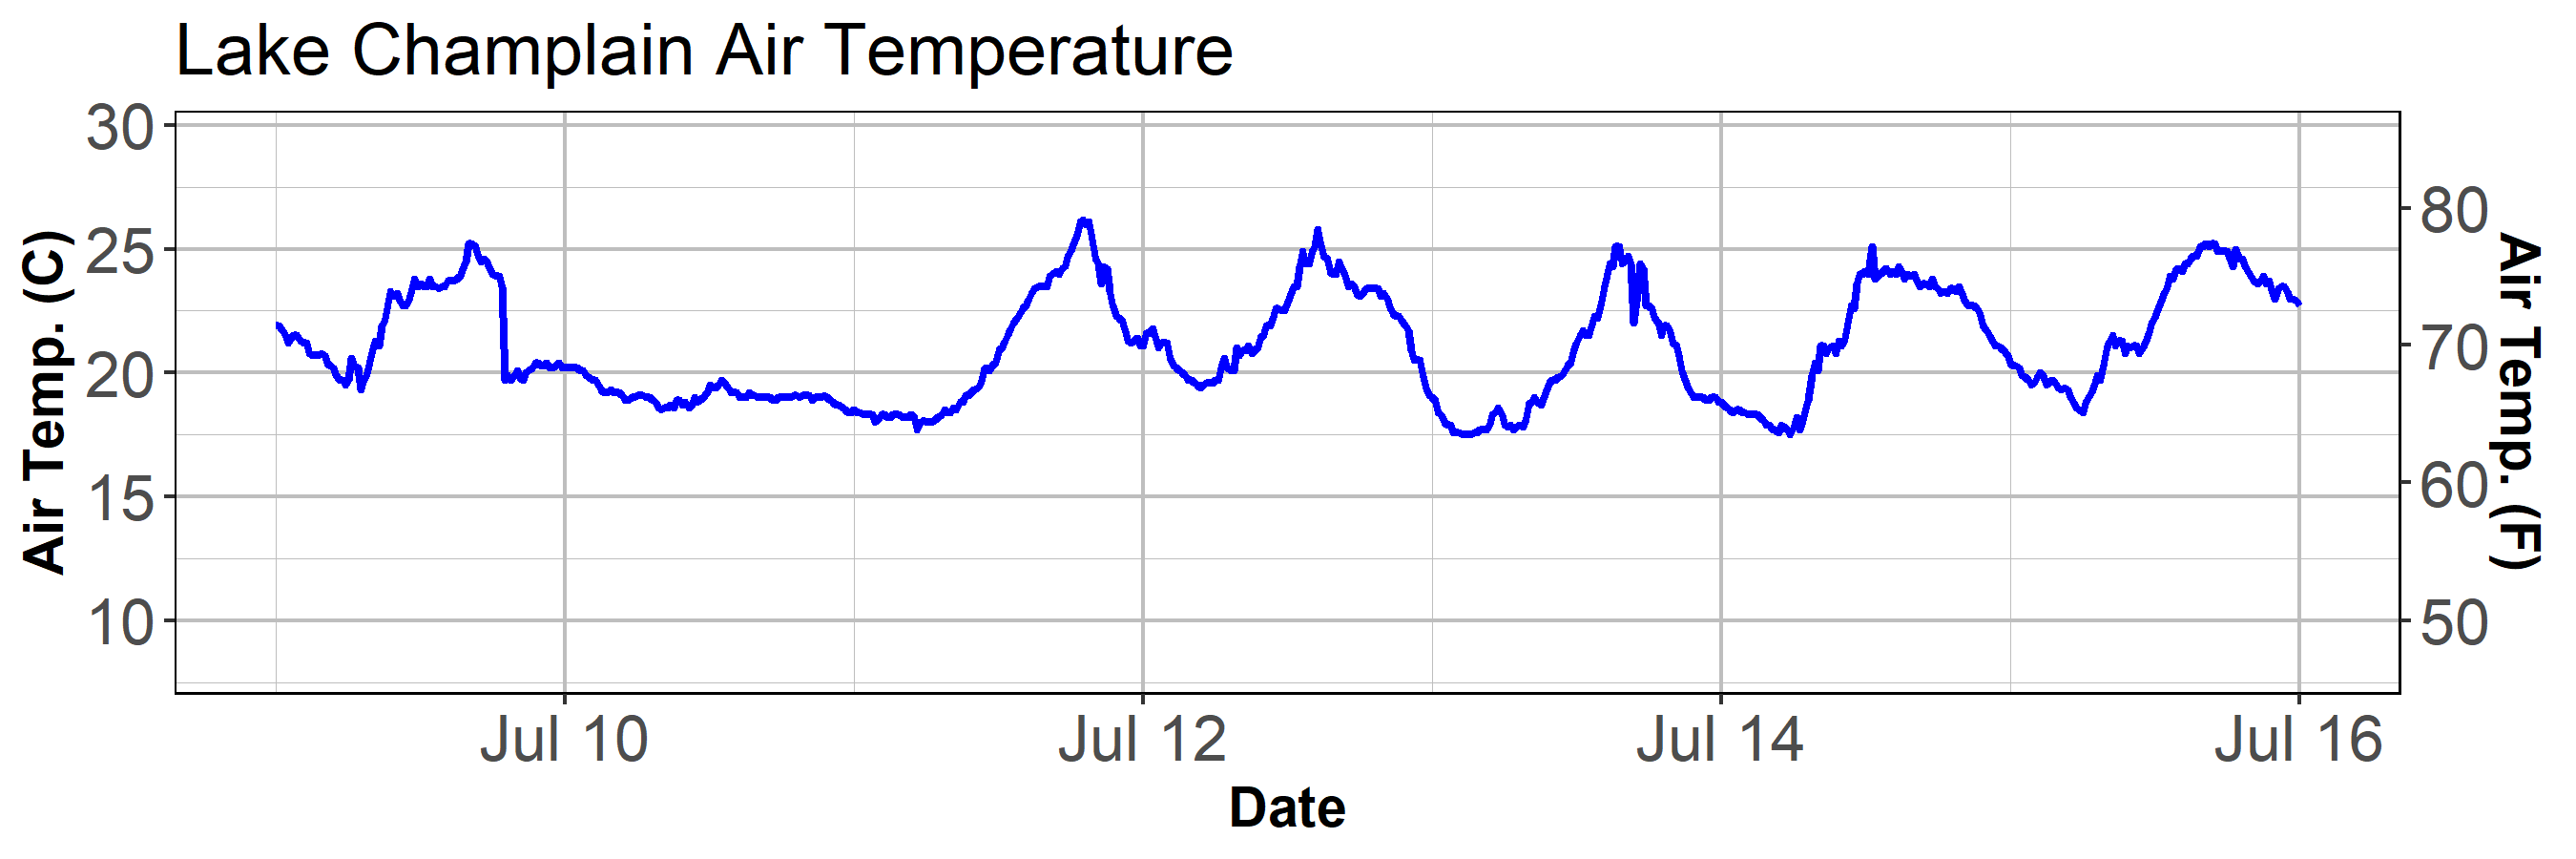 Lake Champlain Air Temperature
30
25
20
15
10
Air Temp. (C)
80
70
60
50
Air Temp. (F)
Jul 10
Jul 12
Jul 14
Jul 16
Date